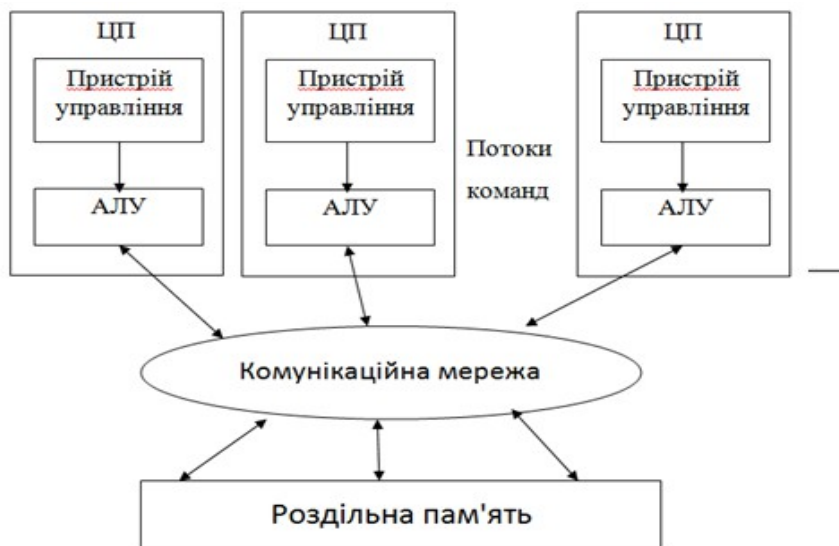 ЦП
ЦП
ЦП
Пристрій
управління
Пристрій
управління
Пристрій
управління
Потоки
команд
АЛУ
АЛУ
АЛУ
Комунікаційна мережа
Роздільна пам'ять